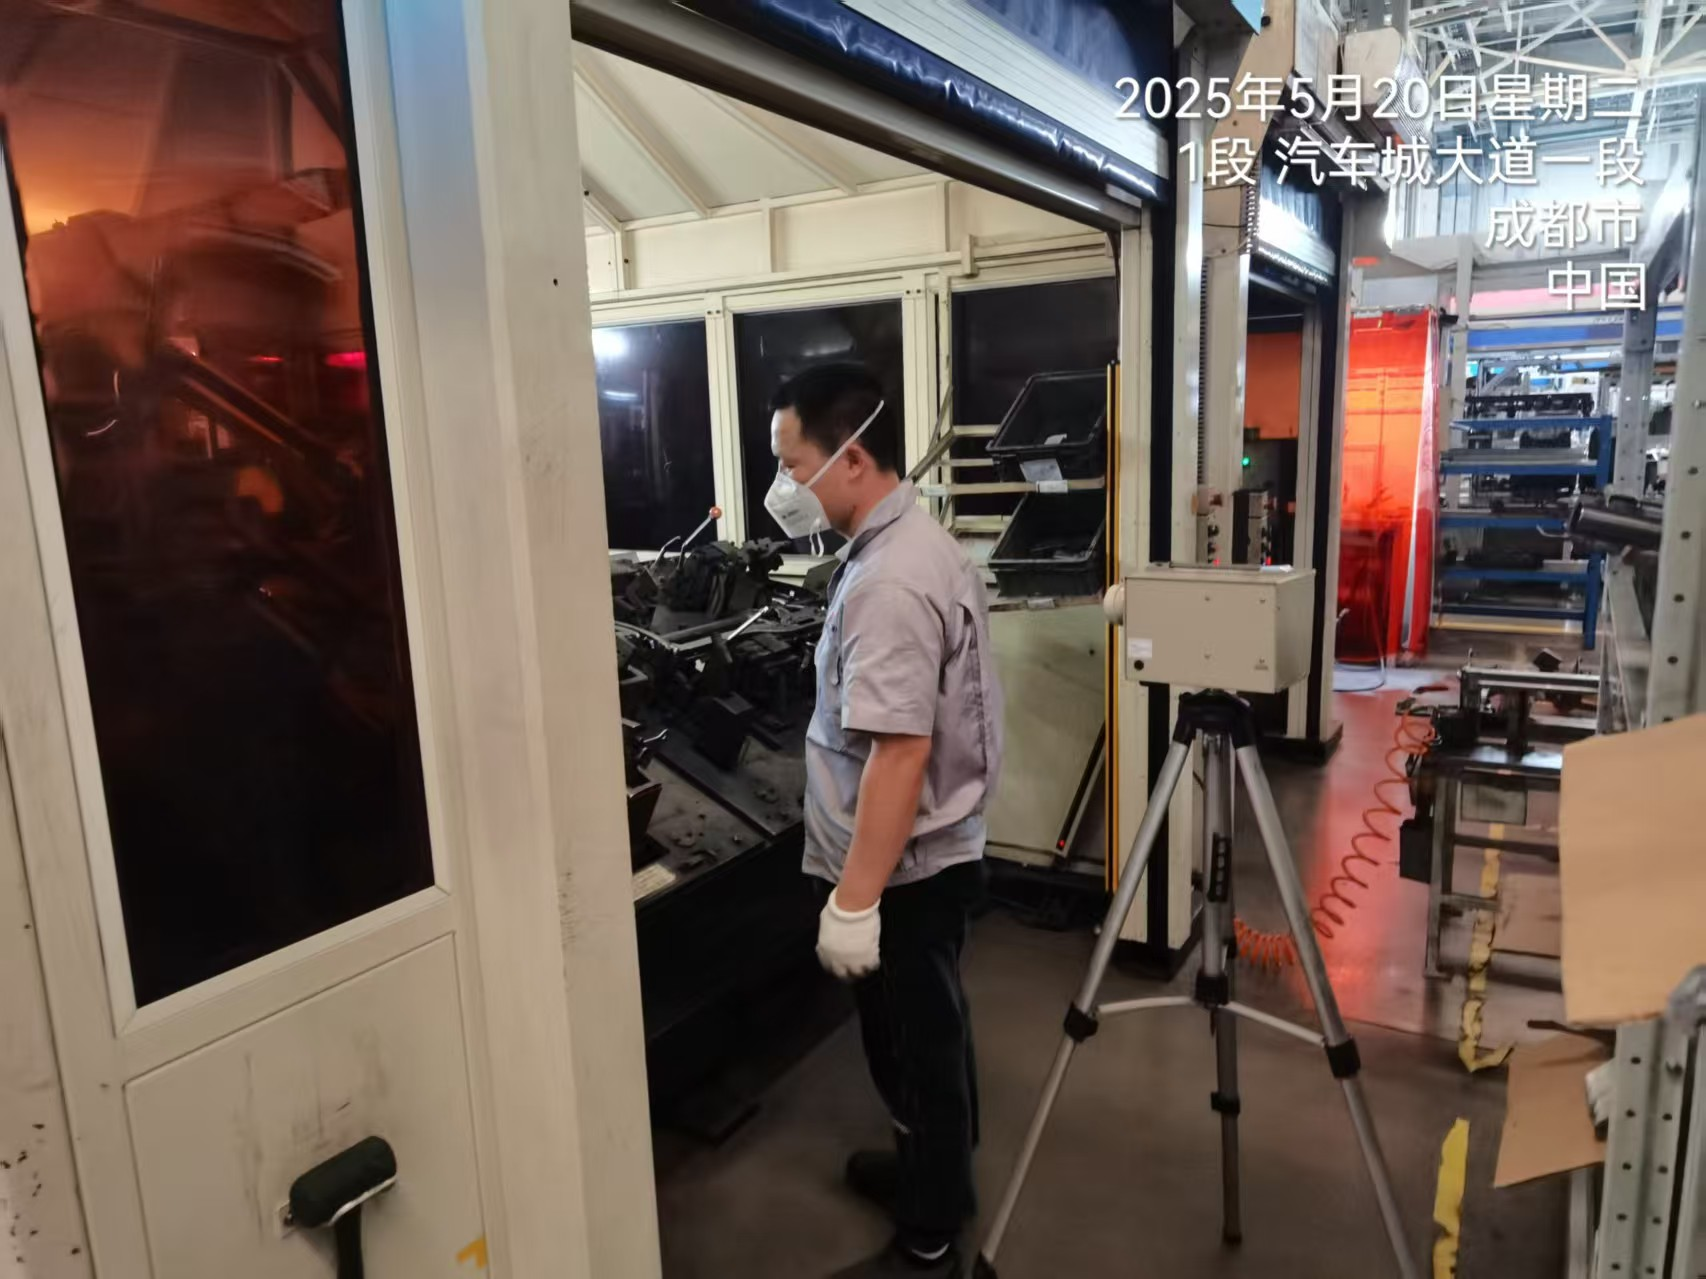 2025年5月20日星期二
1段 汽车城大道一段
成都市
中国